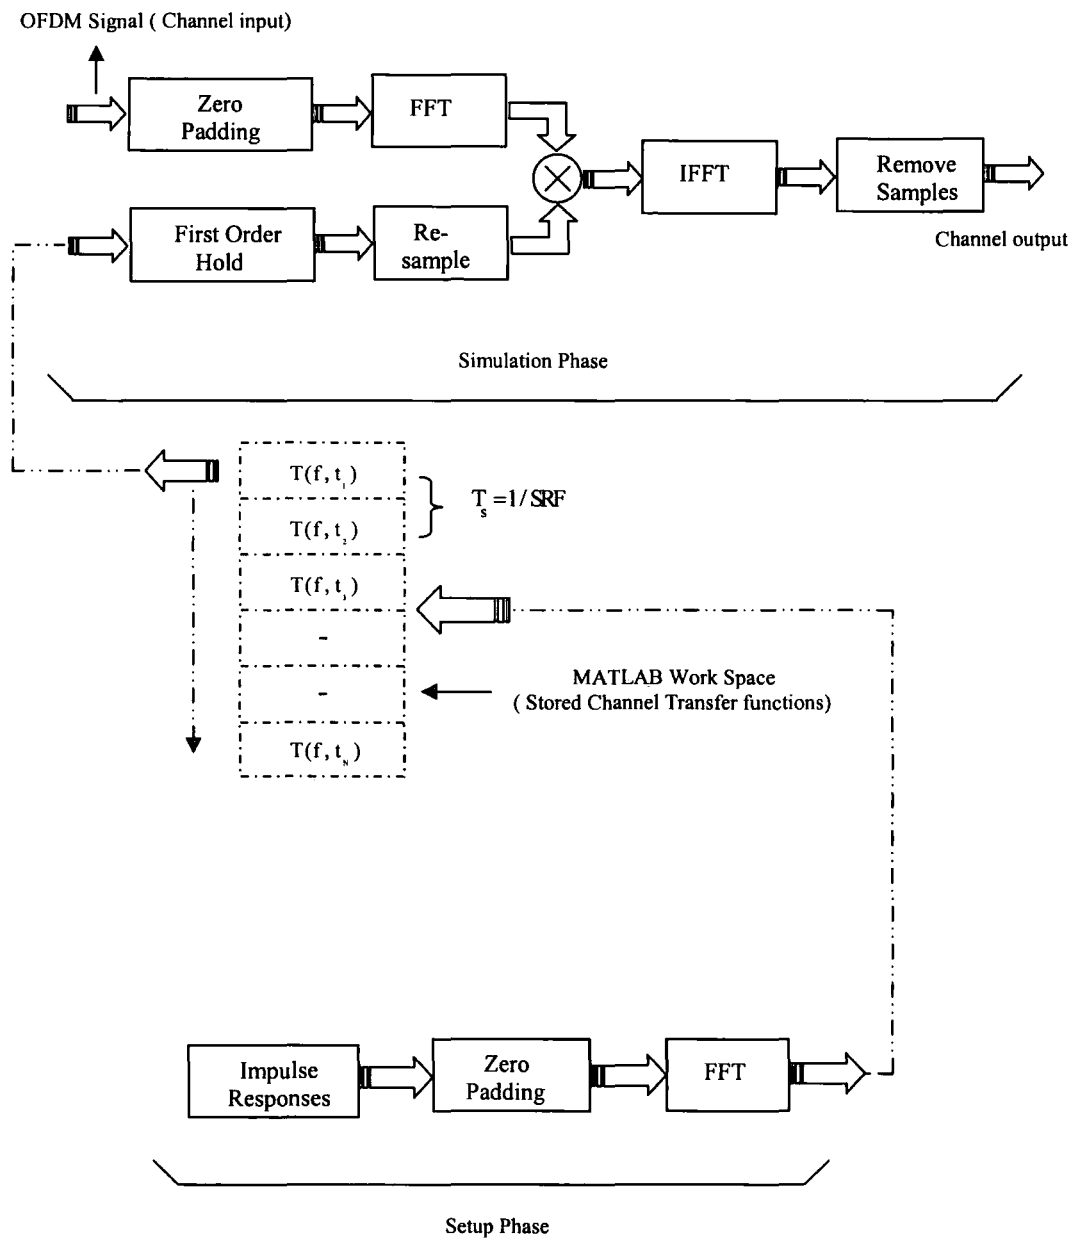 OFDM Signal ( Channel input)
Zero
Padding
FFT
IFFT
Remove
Samples
First Order
Hold
Re-
sample
Channel output
Simulation Phase
T(f, t₁)
T(f, t₂)
T(f, t₃)
-
-
T(f, t_N)
T_s =1/ SRF
MATLAB Work Space
( Stored Channel Transfer functions)
Impulse
Responses
Zero
Padding
FFT
Setup Phase